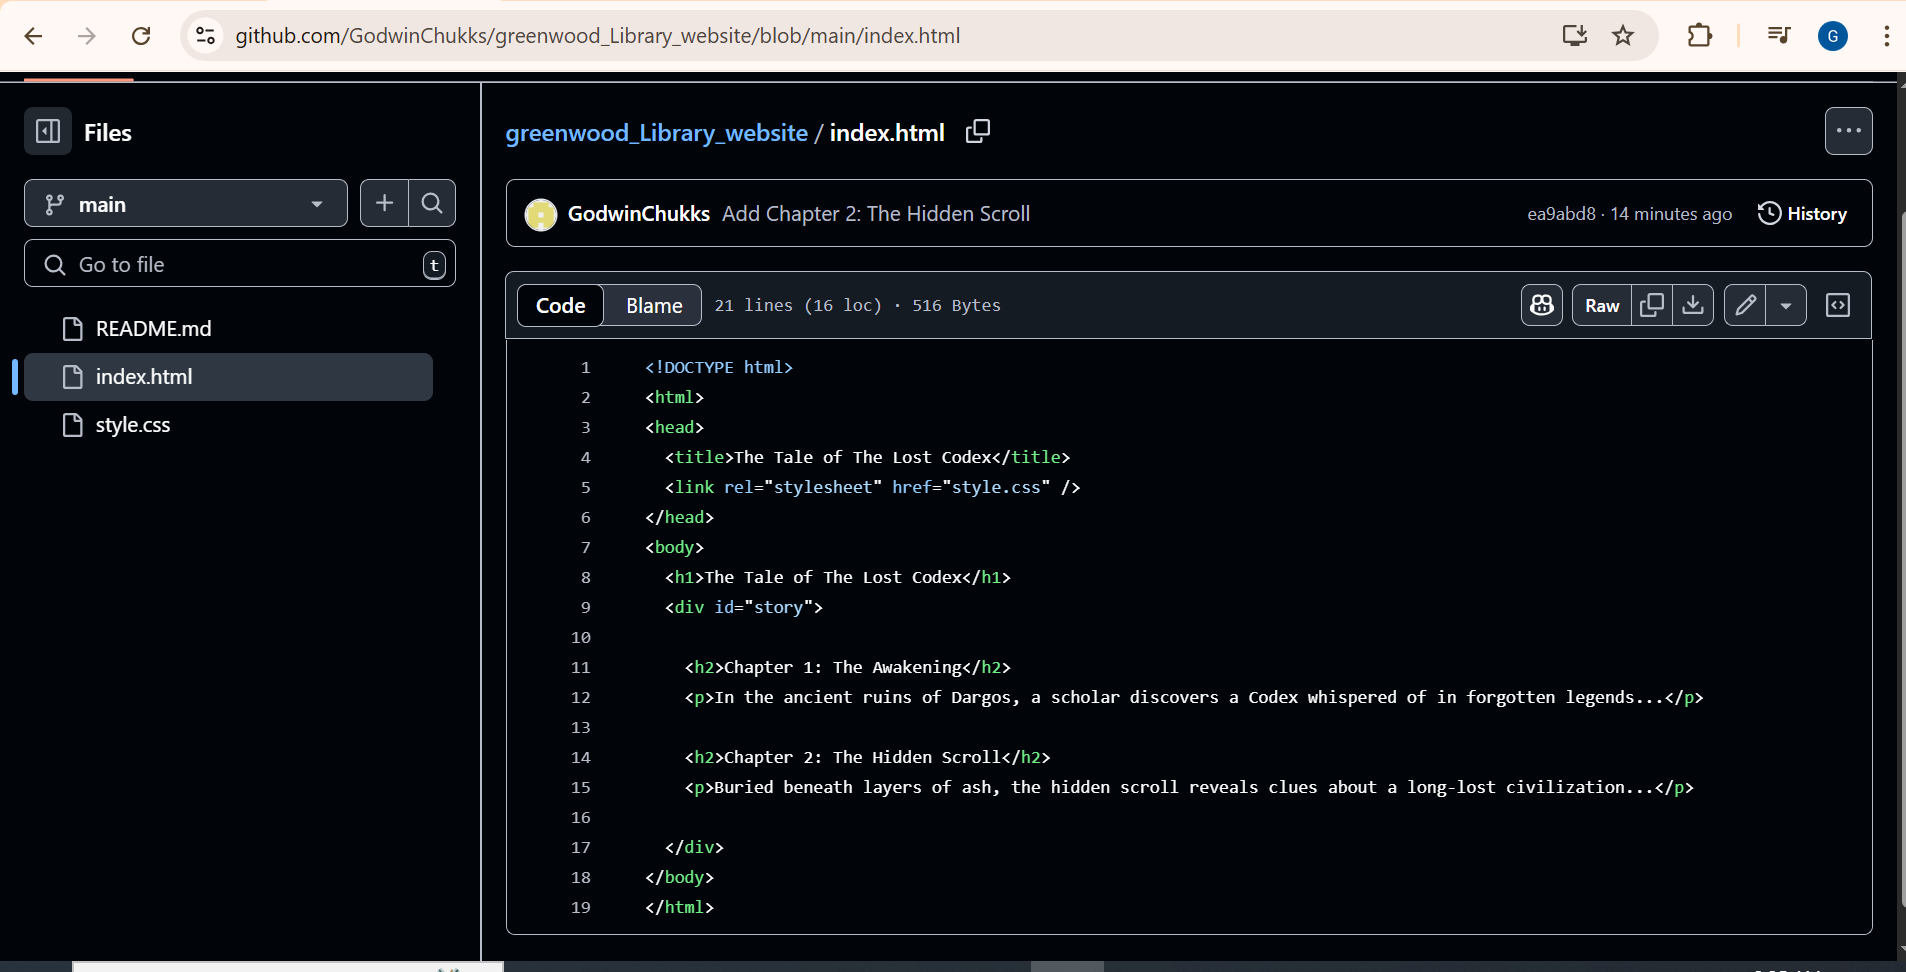 github.com/GodwinChukks/greenwood_Library_website/blob/main/index.html
G
Files
main
Go to file
t
README.md
index.html
style.css
greenwood_Library_website / index.html
GodwinChukks Add Chapter 2: The Hidden Scroll
ea9abd8 · 14 minutes ago
History
Code
Blame
21 lines (16 loc) · 516 Bytes
Raw
1 <!DOCTYPE html>
2 <html>
3 <head>
4 <title>The Tale of The Lost Codex</title>
5 <link rel="stylesheet" href="style.css" />
6 </head>
7 <body>
8 <h1>The Tale of The Lost Codex</h1>
9 <div id="story">
10
11 <h2>Chapter 1: The Awakening</h2>
12 <p>In the ancient ruins of Dargos, a scholar discovers a Codex whispered of in forgotten legends...</p>
13
14 <h2>Chapter 2: The Hidden Scroll</h2>
15 <p>Buried beneath layers of ash, the hidden scroll reveals clues about a long-lost civilization...</p>
16
17 </div>
18 </body>
19 </html>